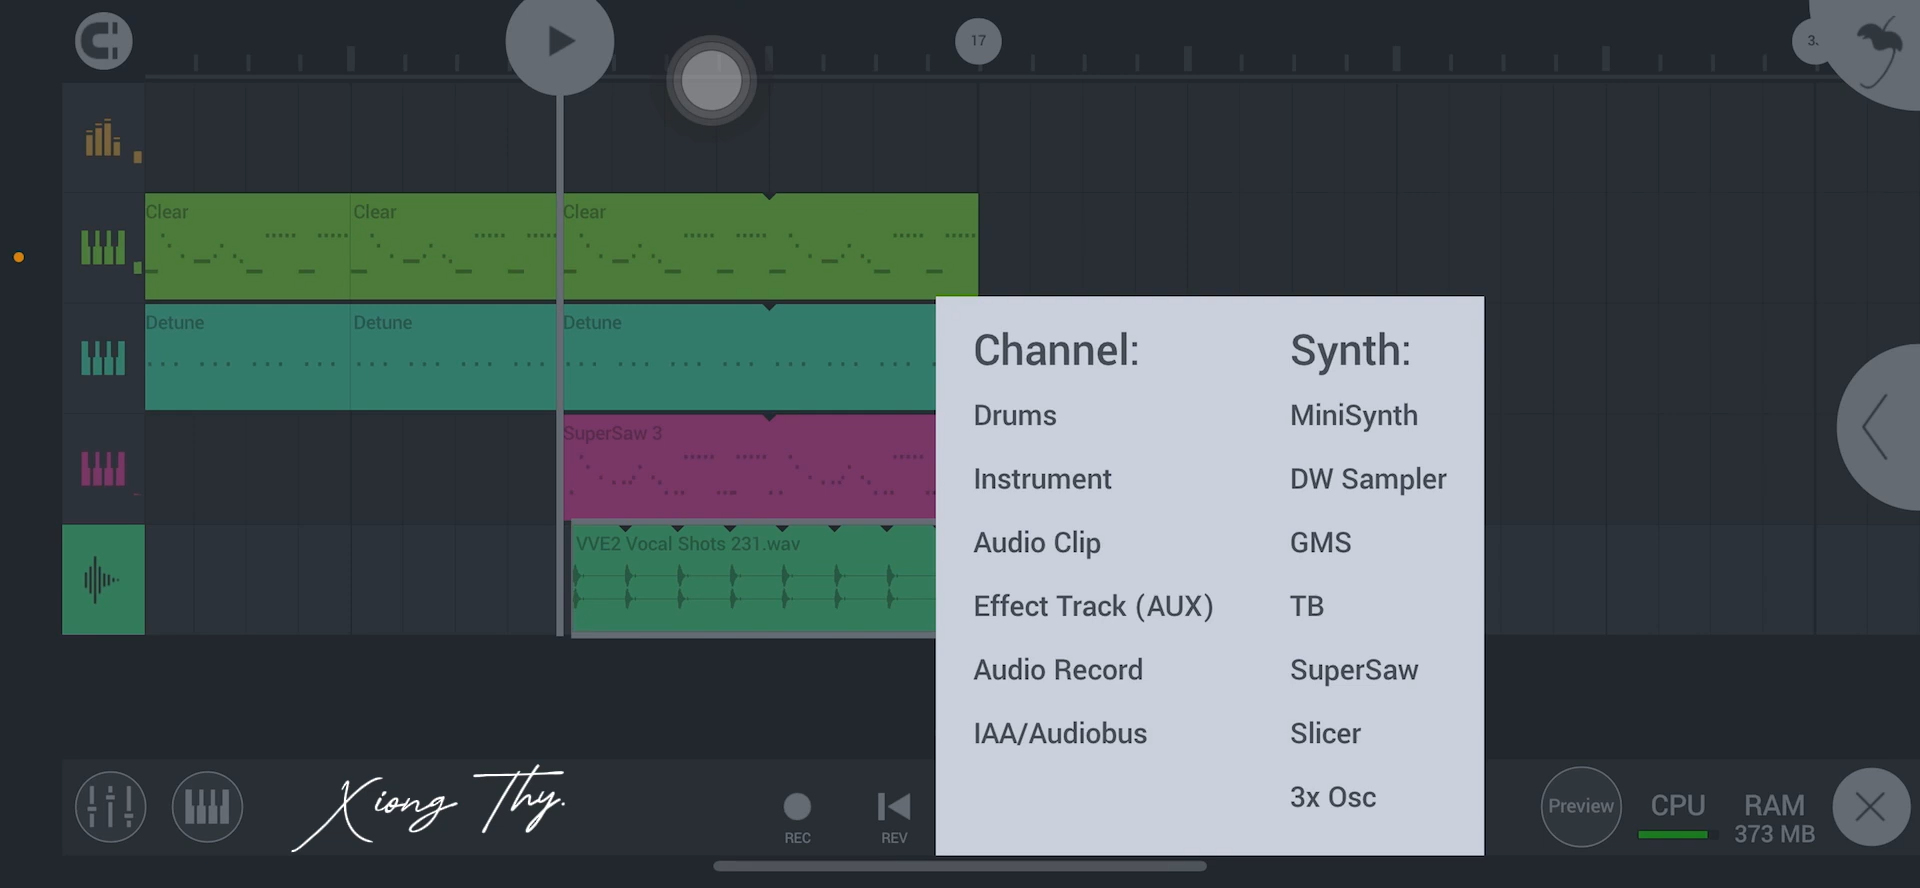 17
Clear Clear Clear
Detune Detune Detune
SuperSaw 3
VVE2 Vocal Shots 231.wav
Channel:
Drums
Instrument
Audio Clip
Effect Track (AUX)
Audio Record
IAA/Audiobus
Synth:
MiniSynth
DW Sampler
GMS
TB
SuperSaw
Slicer
3x Osc
Xiong Thy.
REC
REV
Preview
CPU
RAM
373 MB